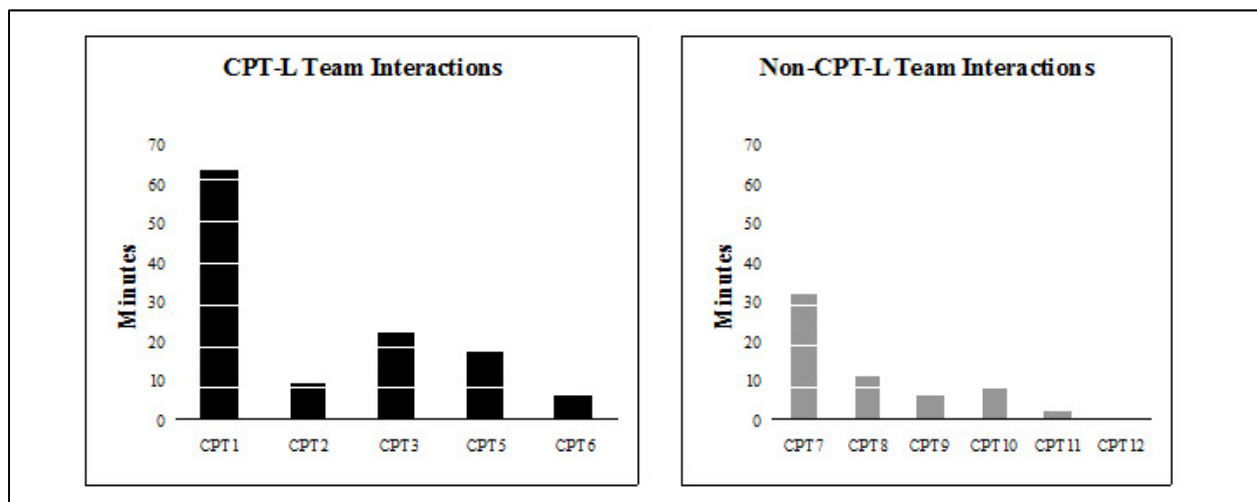 CPT-L Team Interactions
Minutes
70
60
50
40
30
20
10
0
CPT1 CPT2 CPT3 CPT5 CPT6
Non-CPT-L Team Interactions
Minutes
70
60
50
40
30
20
10
0
CPT7 CPT8 CPT9 CPT10 CPT11 CPT12